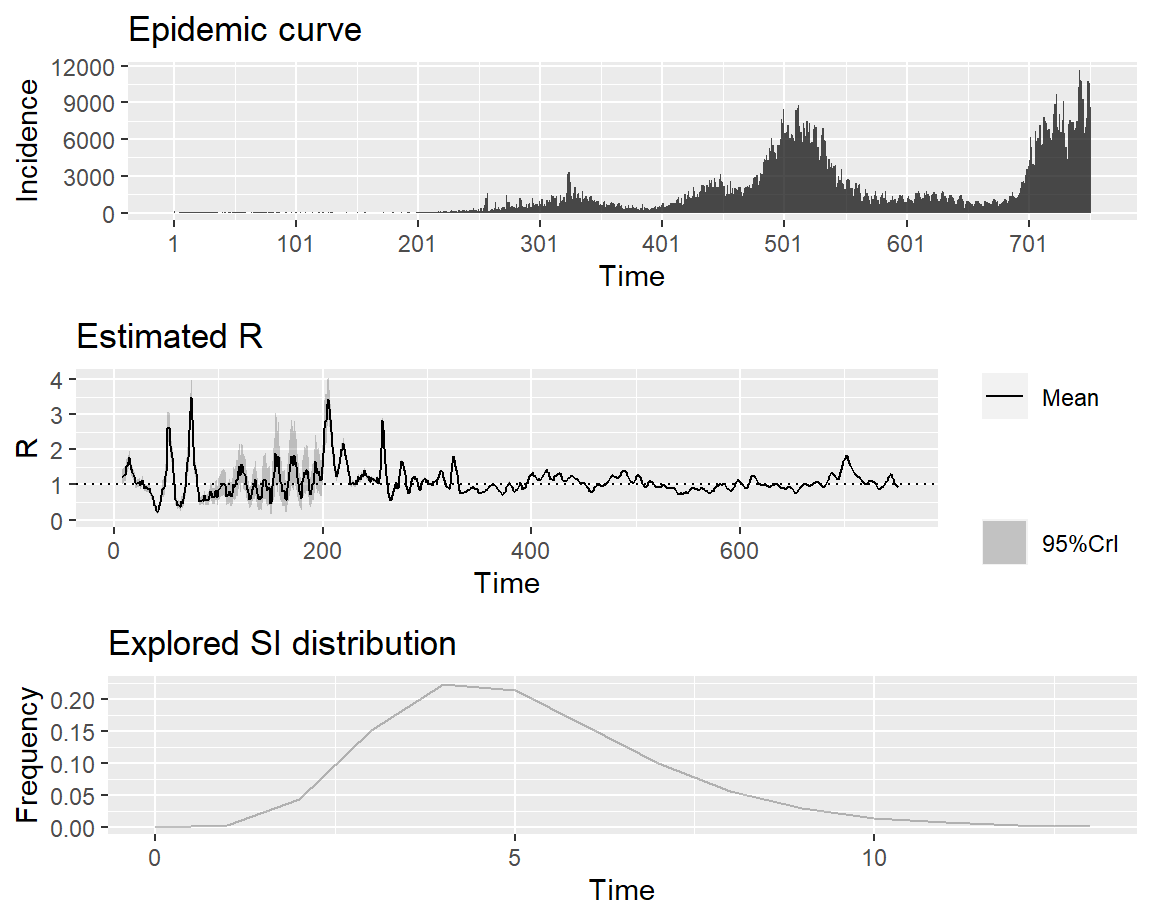 Epidemic curve
12000
9000
6000
3000
0
Incidence
1 101 201 301 401 501 601 701
Time
Estimated R
4
3
2
1
0
R
0 200 400 600
Time
Mean
95%CrI
Explored SI distribution
0.20
0.15
0.10
0.05
0.00
Frequency
0 5 10
Time